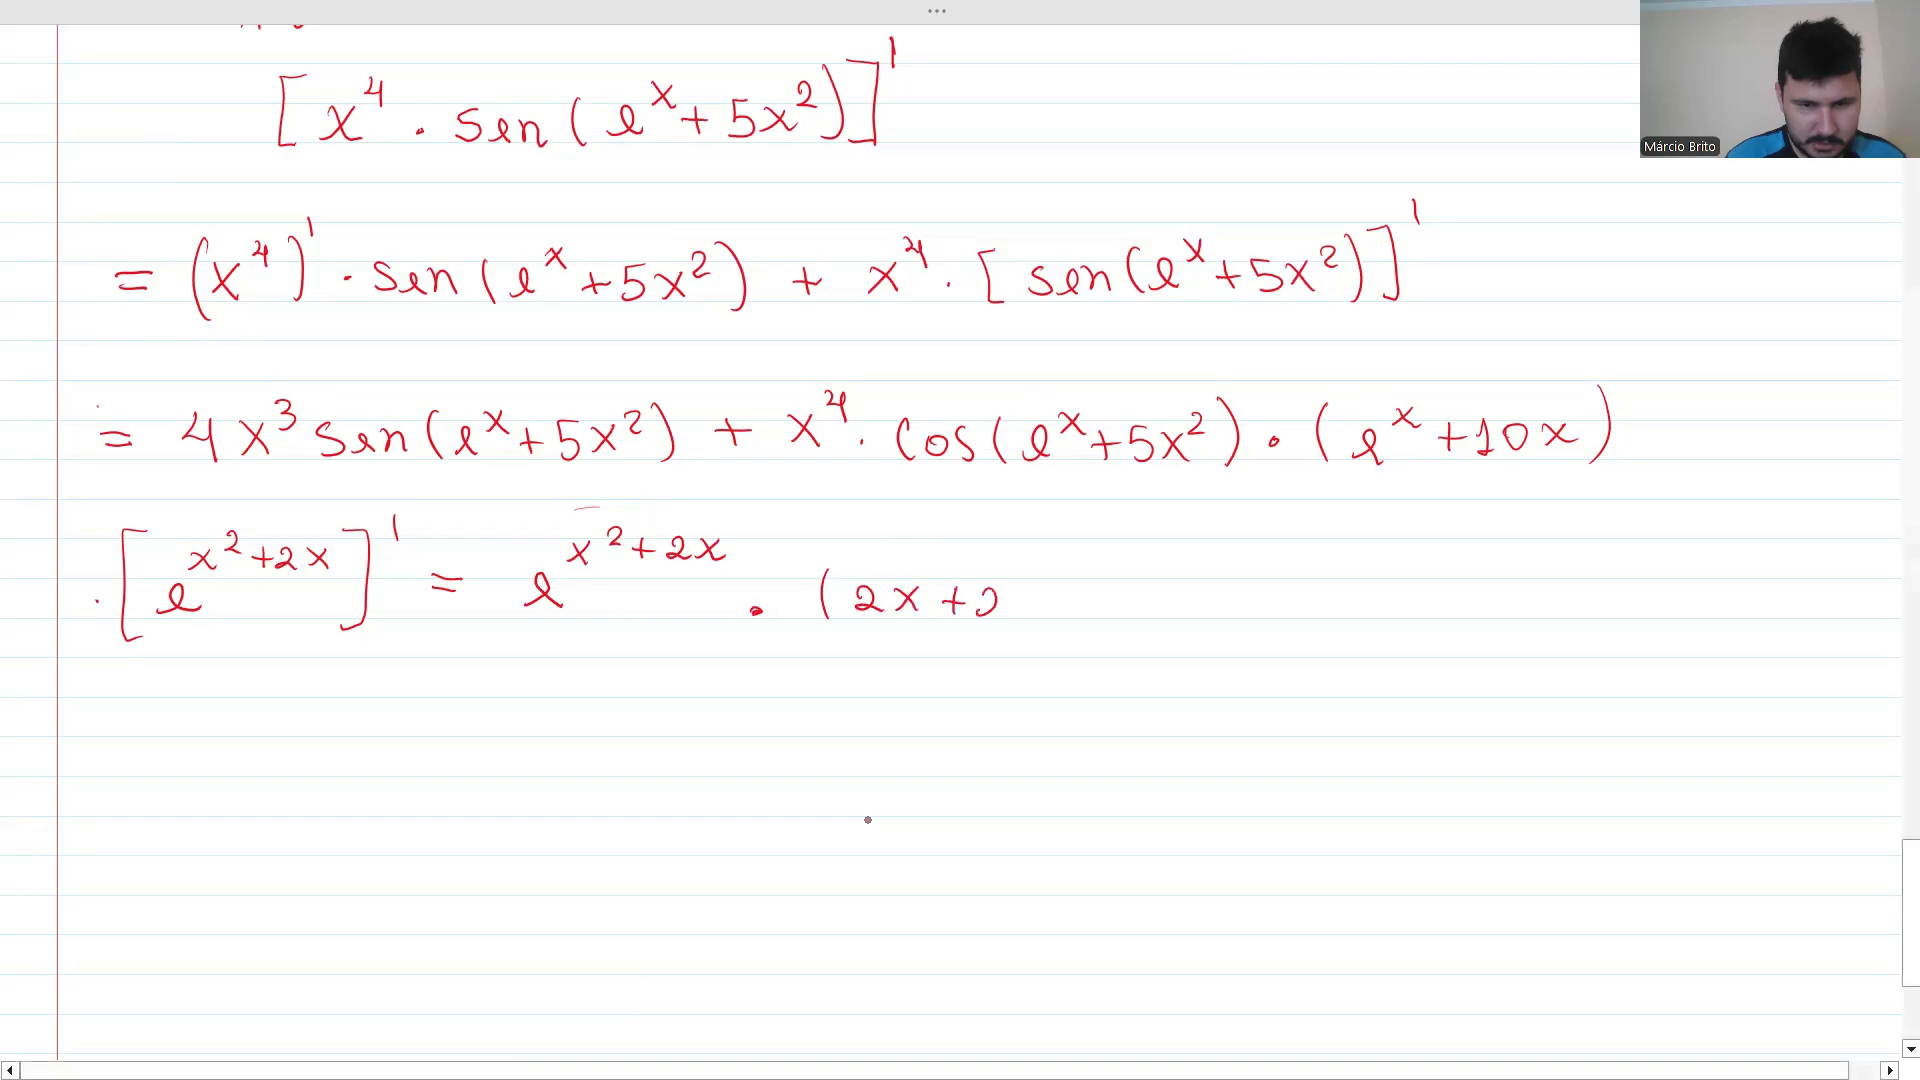 [x⁴ · sen(eˣ + 5x²)]'
= (x⁴)' · sen(eˣ + 5x²) + x⁴ · [sen(eˣ + 5x²)]'
= 4x³ sen(eˣ + 5x²) + x⁴ · cos(eˣ + 5x²) · (eˣ + 10x)
· [e^(x²+2x)]' = e^(x²+2x) · (2x +
Márcio Brito